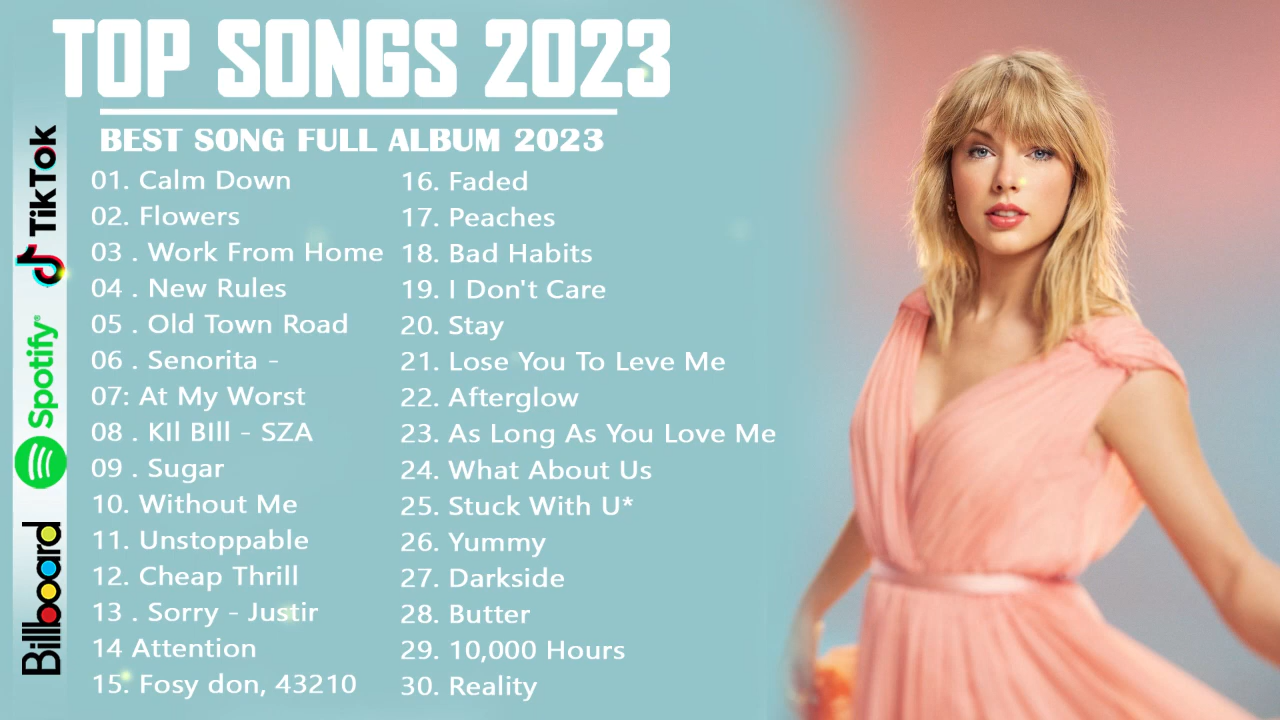 TOP SONGS 2023
BEST SONG FULL ALBUM 2023
TikTok
Spotify®
Billboard
01. Calm Down
02. Flowers
03 . Work From Home
04 . New Rules
05 . Old Town Road
06 . Senorita -
07: At My Worst
08 . KIl BIll - SZA
09 . Sugar
10. Without Me
11. Unstoppable
12. Cheap Thrill
13 . Sorry - Justir
14 Attention
15. Fosy don, 43210
16. Faded
17. Peaches
18. Bad Habits
19. I Don't Care
20. Stay
21. Lose You To Leve Me
22. Afterglow
23. As Long As You Love Me
24. What About Us
25. Stuck With U*
26. Yummy
27. Darkside
28. Butter
29. 10,000 Hours
30. Reality